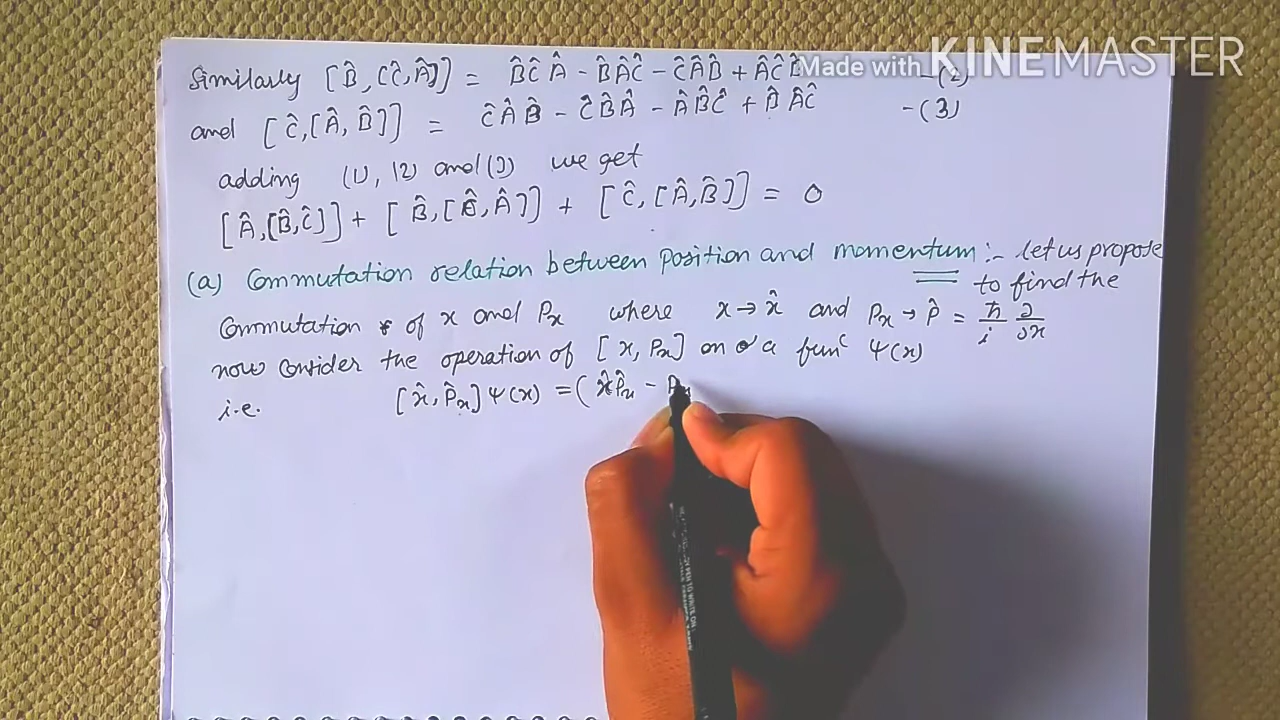 Made with KINEMASTER
Similarly [B̂, [Ĉ, Â]] = B̂Ĉ Â - B̂ÂĈ - ĈÂB̂ + ÂĈB̂ -(2)
and [Ĉ, [Â, B̂]] = ĈÂB̂ - ĈB̂Â - ÂB̂Ĉ + B̂ÂĈ -(3)
adding (1), (2) and (3) we get
[Â, [B̂, Ĉ]] + [B̂, [Ĉ, Â]] + [Ĉ, [Â, B̂]] = 0
(a) Commutation relation between position and momentum :- let us propose
to find the
Commutation of x and Px where x → x̂ and Px → P̂ = ħ/i ∂/∂x
now Consider the operation of [x, Px] on a funᶜ ψ(x)
i.e. [x̂, P̂x] ψ(x) = ( x̂P̂x - Px